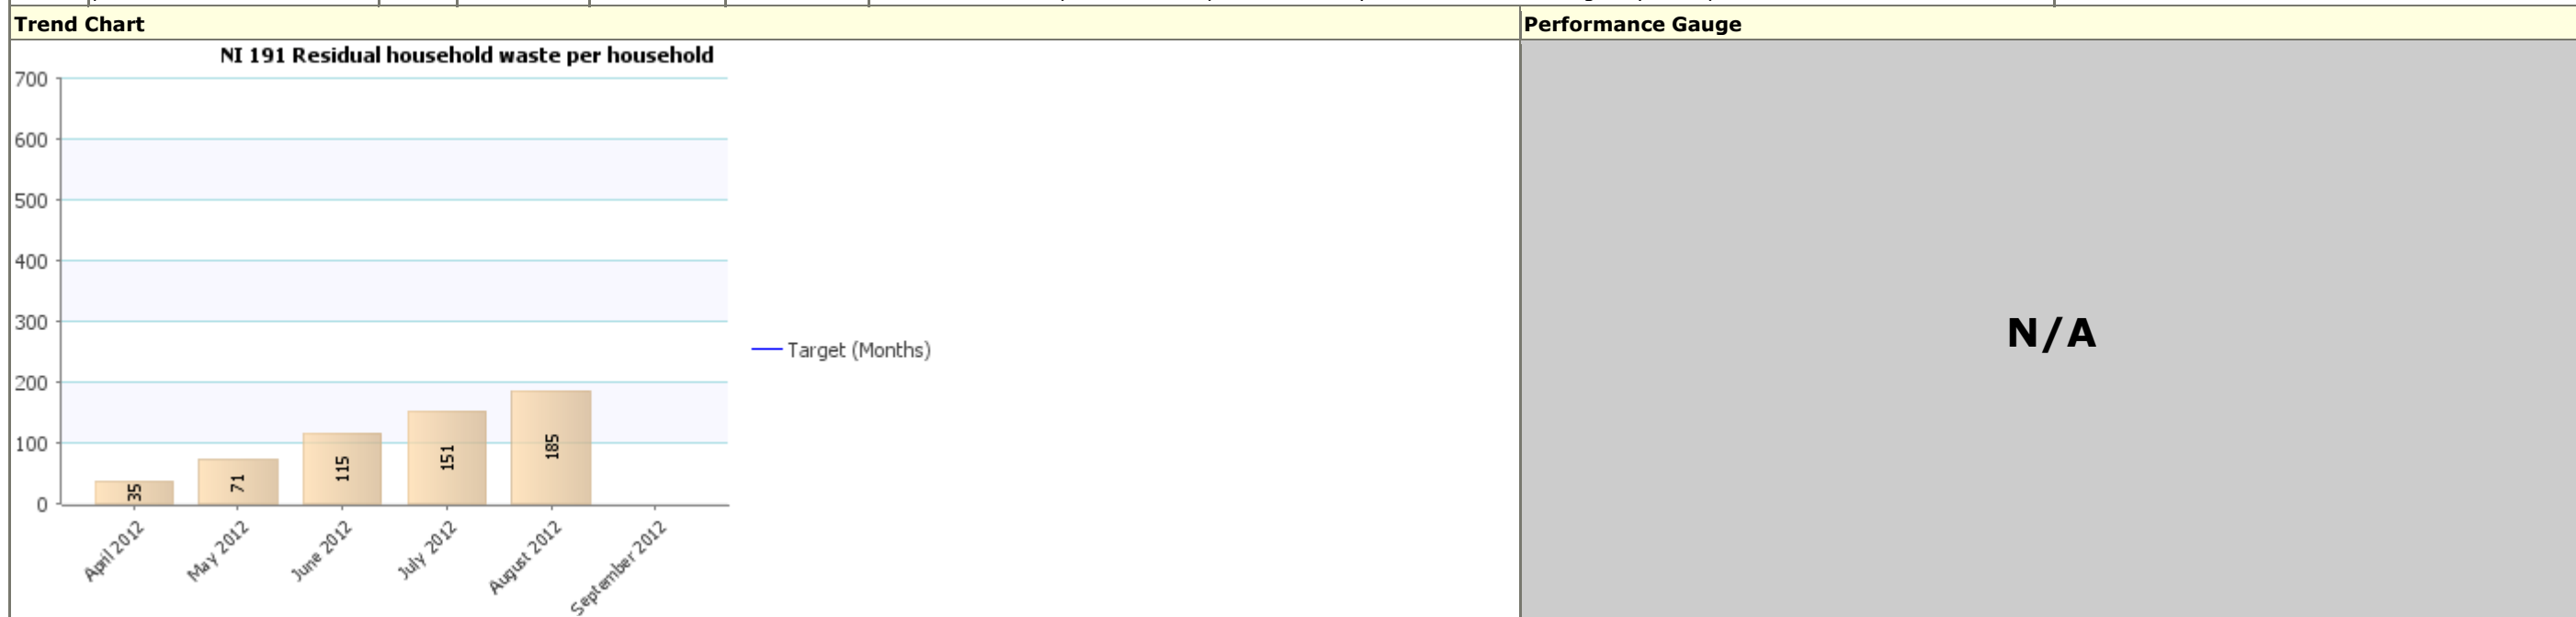 Trend Chart
Performance Gauge
NI 191 Residual household waste per household
700
600
500
400
300
200
100
0
35
71
115
151
185
April 2012
May 2012
June 2012
July 2012
August 2012
September 2012
Target (Months)
N/A